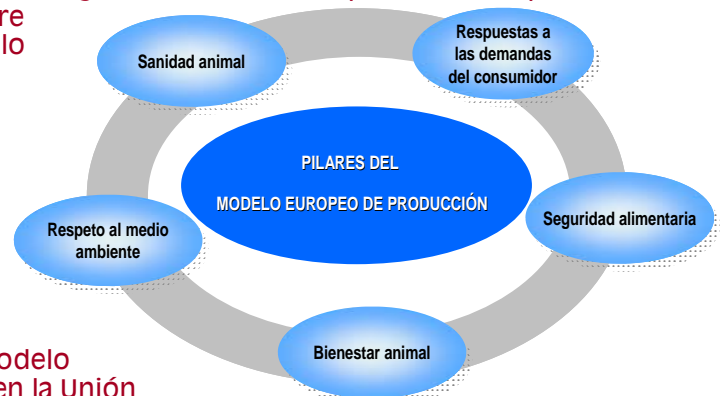 re
lo
Sanidad animal
Respuestas a
las demandas
del consumidor
PILARES DEL
MODELO EUROPEO DE PRODUCCIÓN
Respeto al medio
ambiente
Seguridad alimentaria
Bienestar animal
odelo
en la Unión